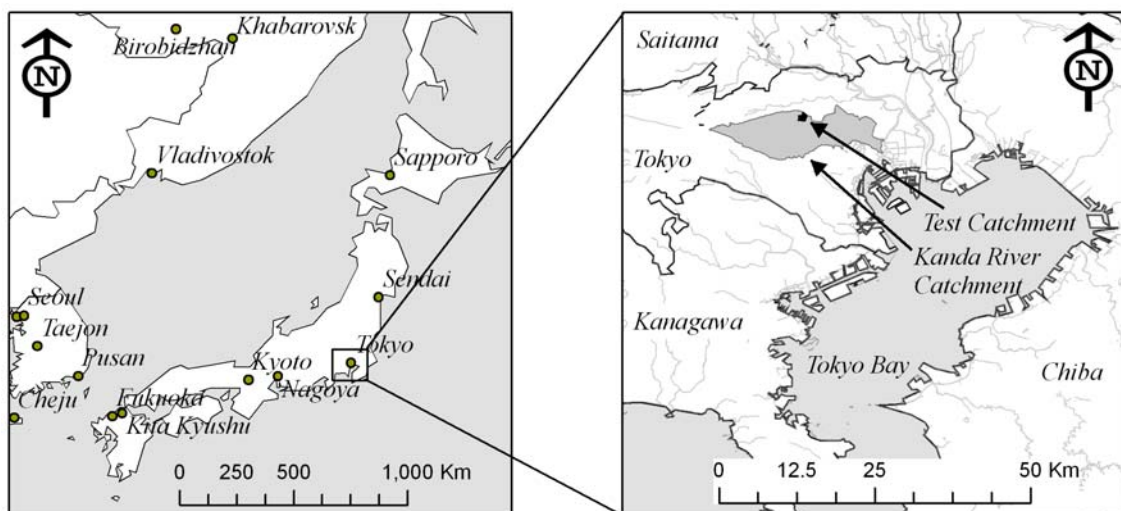 N
Birobidzhan
Khabarovsk
Vladivostok
Sapporo
Sendai
Seoul
Taejon
Pusan
Cheju
Tokyo
Kyoto
Nagoya
Fukuoka
Kita Kyushu
0 250 500 1,000 Km
N
Saitama
Tokyo
Test Catchment
Kanda River
Catchment
Kanagawa
Tokyo Bay
Chiba
0 12.5 25 50 Km